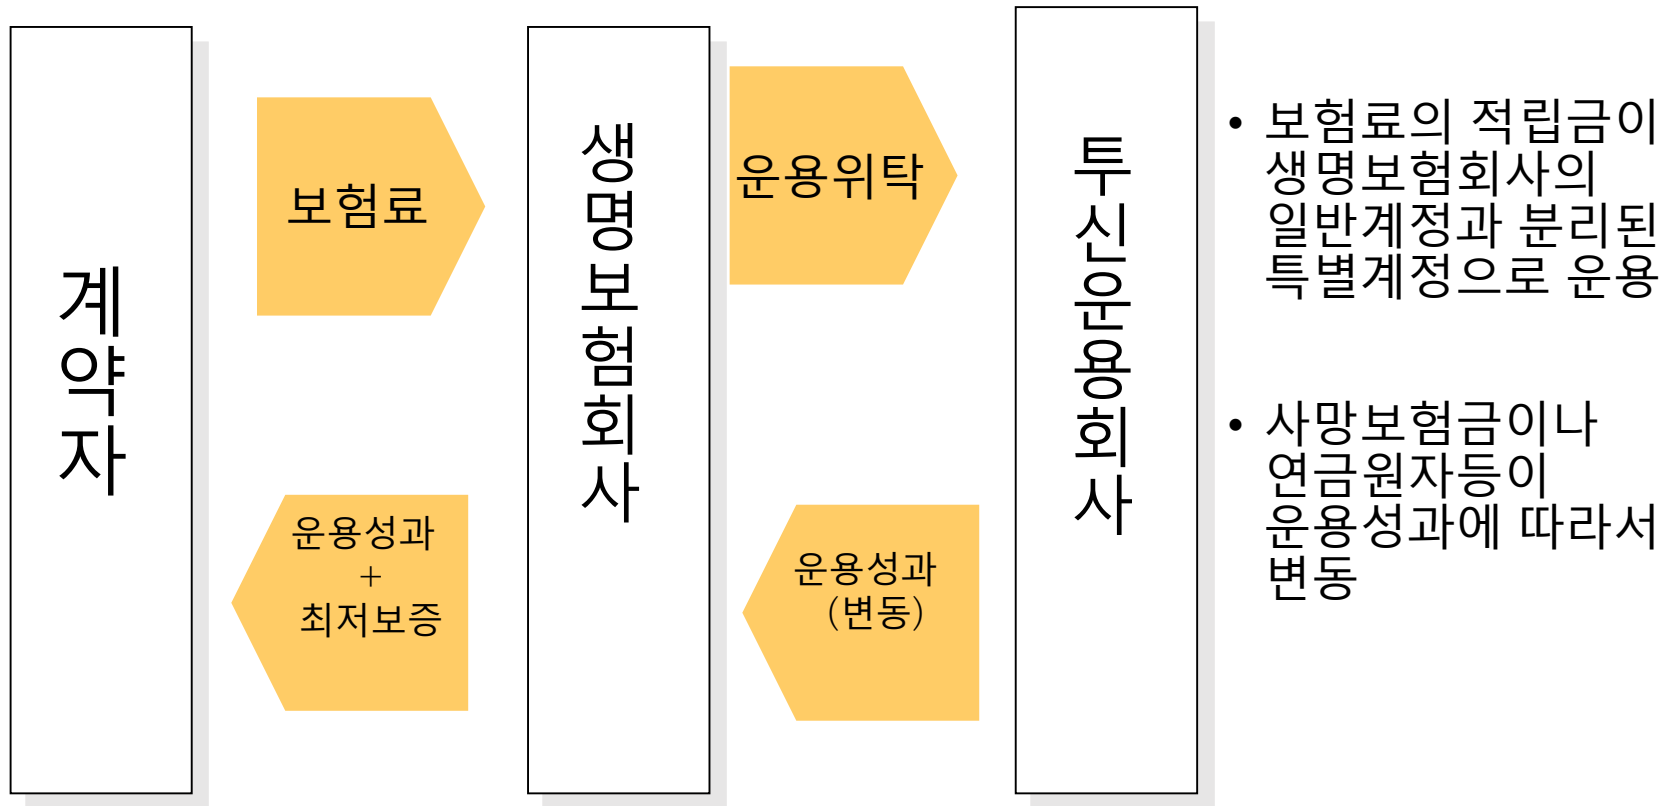 계약자
보험료
운용성과
+
최저보증
생명보험회사
운용위탁
운용성과
(변동)
투신운용회사
• 보험료의 적립금이
생명보험회사의
일반계정과 분리된
특별계정으로 운용
• 사망보험금이나
연금원자등이
운용성과에 따라서
변동